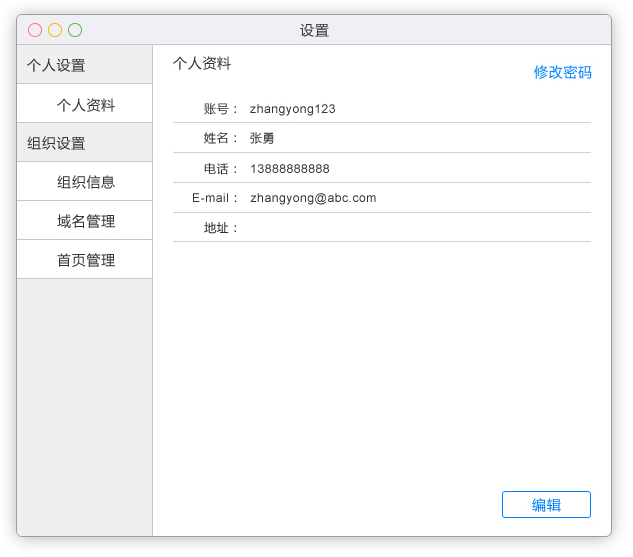 设置
个人设置
个人资料
组织设置
组织信息
域名管理
首页管理
个人资料
修改密码
账号： zhangyong123
姓名： 张勇
电话： 13888888888
E-mail： zhangyong@abc.com
地址：
编辑